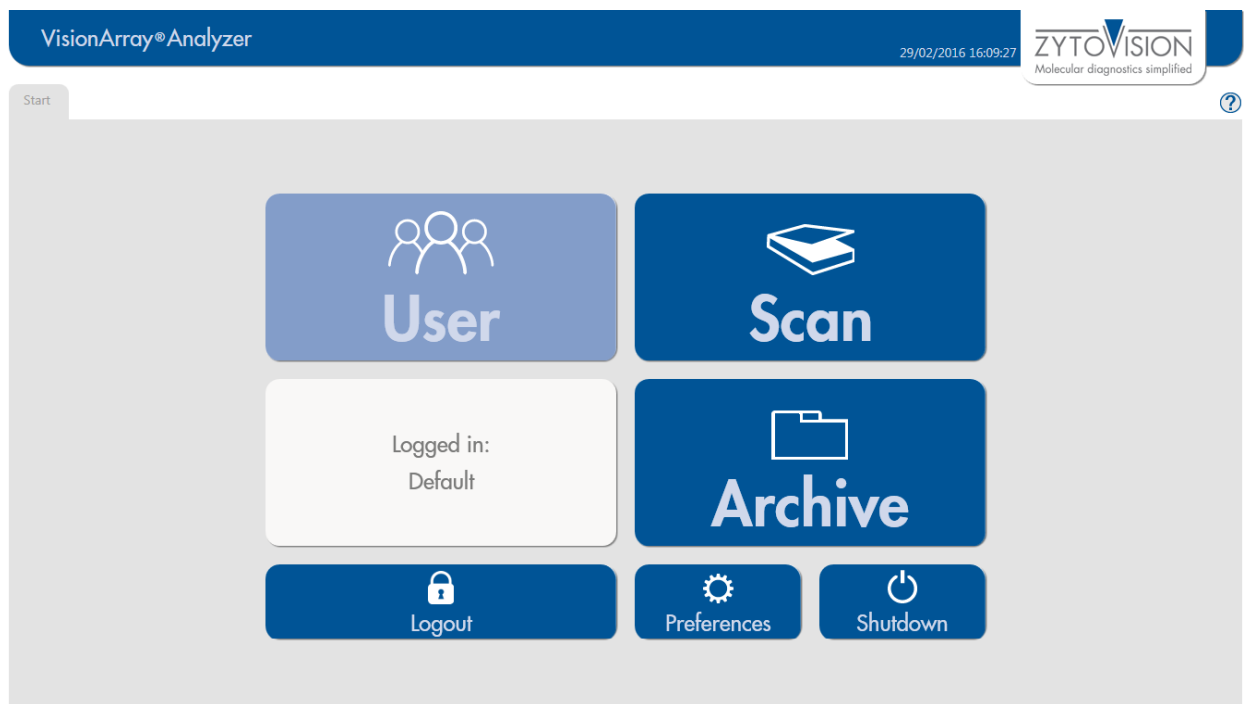 VisionArray®Analyzer
29/02/2016 16:09:27
ZYTOVISION
Molecular diagnostics simplified
Start
?
User
Scan
Logged in:
Default
Archive
Logout
Preferences
Shutdown